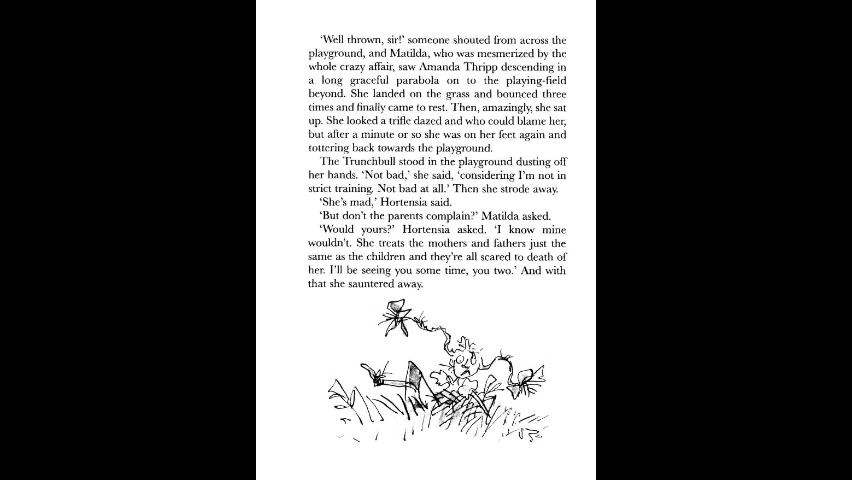 ‘Well thrown, sir!’ someone shouted from across the
playground, and Matilda, who was mesmerized by the
whole crazy affair, saw Amanda Thripp descending in
a long graceful parabola on to the playing-field
beyond. She landed on the grass and bounced three
times and finally came to rest. Then, amazingly, she sat
up. She looked a trifle dazed and who could blame her,
but after a minute or so she was on her feet again and
tottering back towards the playground.
The Trunchbull stood in the playground dusting off
her hands. ‘Not bad,’ she said, ‘considering I’m not in
strict training. Not bad at all.’ Then she strode away.
‘She’s mad,’ Hortensia said.
‘But don’t the parents complain?’ Matilda asked.
‘Would yours?’ Hortensia asked. ‘I know mine
wouldn’t. She treats the mothers and fathers just the
same as the children and they’re all scared to death of
her. I’ll be seeing you some time, you two.’ And with
that she sauntered away.